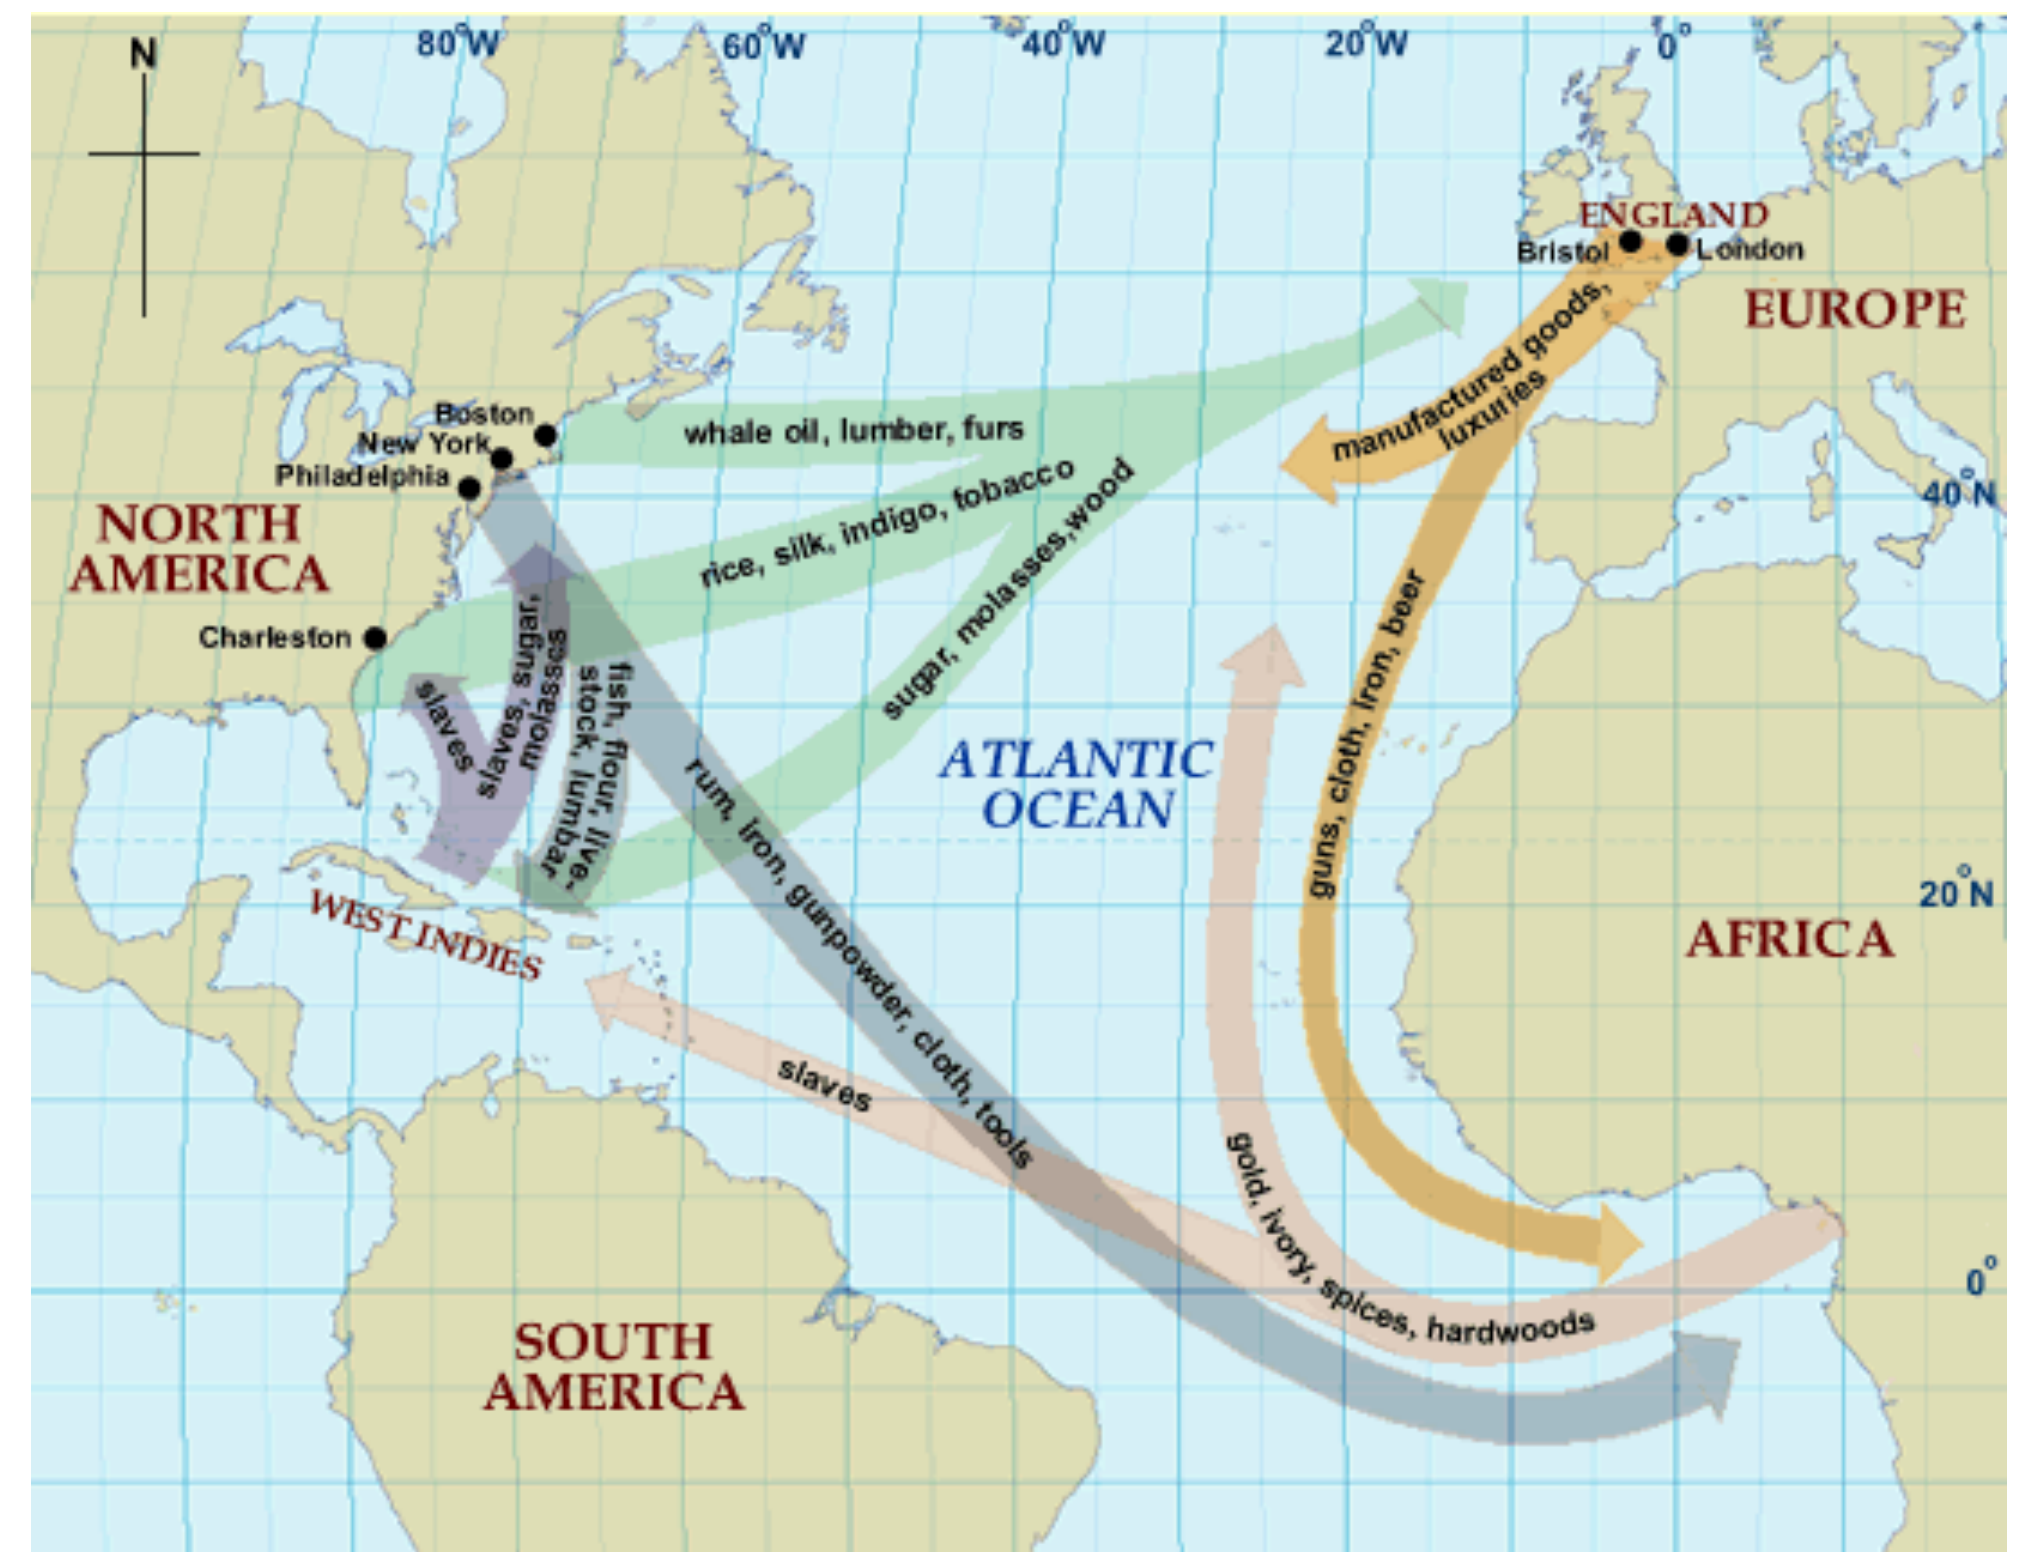 N
80°W
60°W
40°W
20°W
0°
ENGLAND
Bristol
London
EUROPE
manufactured goods,
luxuries
Boston
New York
Philadelphia
whale oil, lumber, furs
rice, silk, indigo, tobacco
sugar, molasses,wood
40°N
NORTH
AMERICA
Charleston
slaves
slaves, sugar,
molasses
fish, flour, live-
stock, lumbar
guns, cloth, iron, beer
ATLANTIC
OCEAN
rum, iron, gunpowder, cloth, tools
20°N
WEST INDIES
AFRICA
slaves
gold, ivory, spices, hardwoods
0°
SOUTH
AMERICA